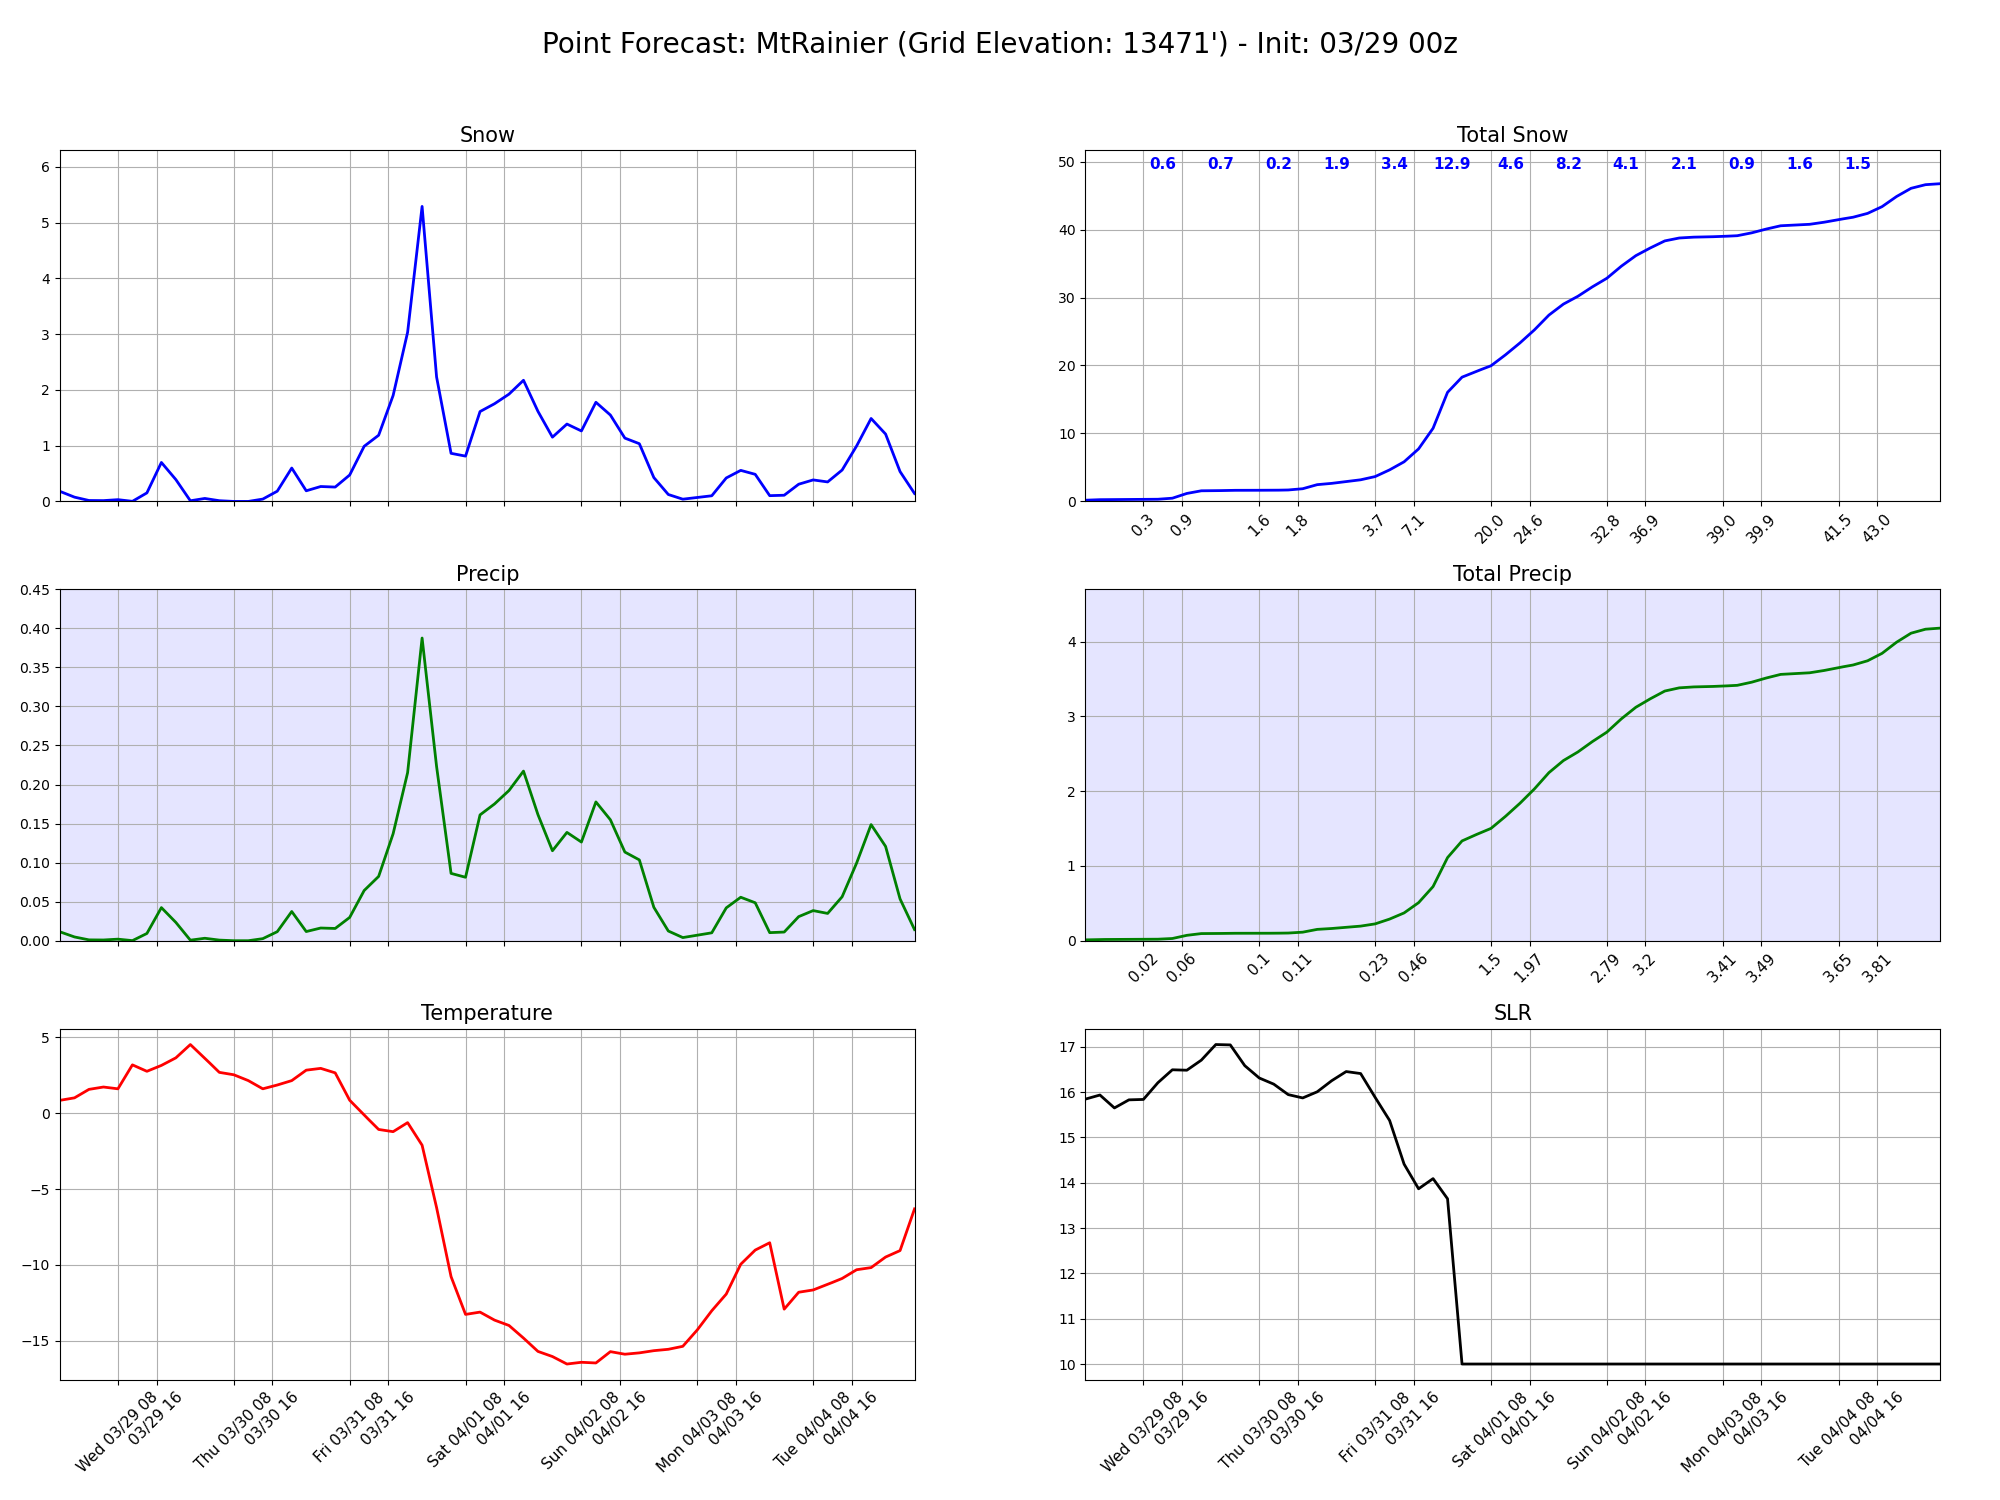 Point Forecast: MtRainier (Grid Elevation: 13471') - Init: 03/29 00z
Snow
6
5
4
3
2
1
0
Total Snow
50
40
30
20
10
0
0.6 0.7 0.2 1.9 3.4 12.9 4.6 8.2 4.1 2.1 0.9 1.6 1.5
0.3 0.9 1.6 1.8 3.7 7.1 20.0 24.6 32.8 36.9 39.0 39.9 41.5 43.0
Precip
0.45
0.40
0.35
0.30
0.25
0.20
0.15
0.10
0.05
0.00
Total Precip
4
3
2
1
0
0.02 0.06 0.1 0.11 0.23 0.46 1.5 1.97 2.79 3.2 3.41 3.49 3.65 3.81
Temperature
5
0
−5
−10
−15
Wed 03/29 08
03/29 16
Thu 03/30 08
03/30 16
Fri 03/31 08
03/31 16
Sat 04/01 08
04/01 16
Sun 04/02 08
04/02 16
Mon 04/03 08
04/03 16
Tue 04/04 08
04/04 16
SLR
17
16
15
14
13
12
11
10
Wed 03/29 08
03/29 16
Thu 03/30 08
03/30 16
Fri 03/31 08
03/31 16
Sat 04/01 08
04/01 16
Sun 04/02 08
04/02 16
Mon 04/03 08
04/03 16
Tue 04/04 08
04/04 16